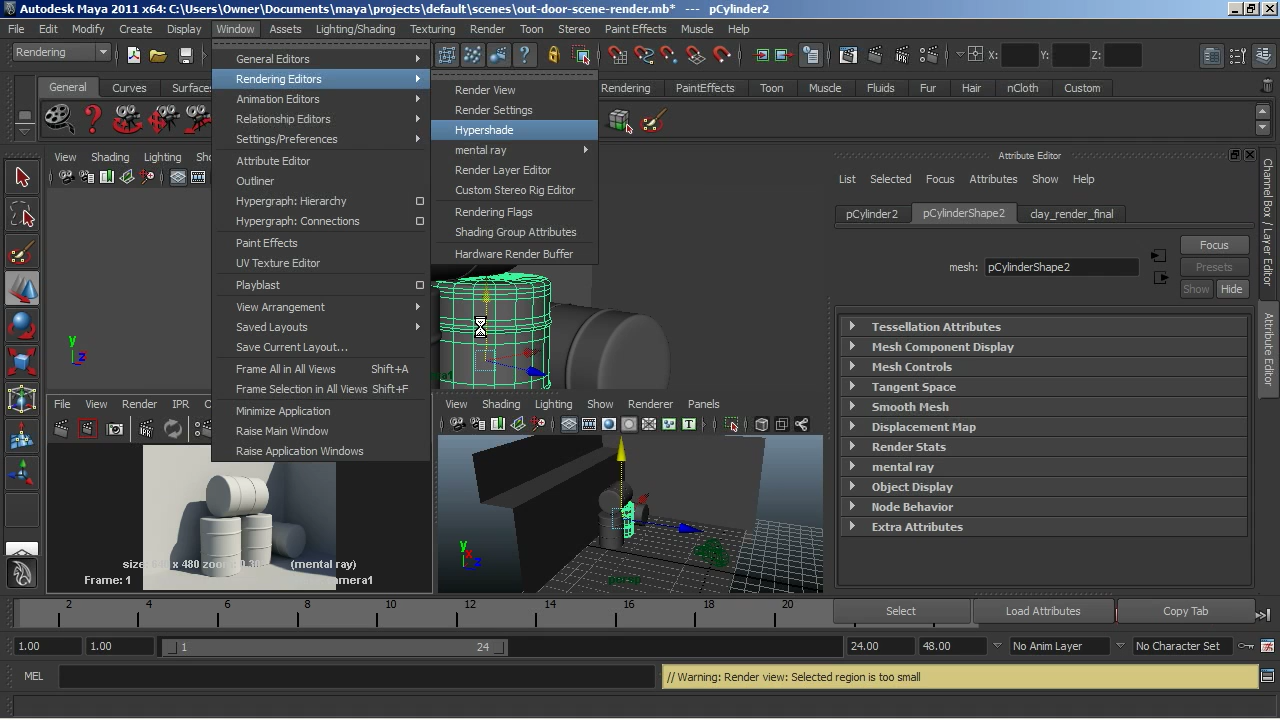 Autodesk Maya 2011 x64: C:\Users\Owner\Documents\maya\projects\default\scenes\out-door-scene-render.mb* --- pCylinder2
File Edit Modify Create Display Window Assets Lighting/Shading Texturing Render Toon Stereo Paint Effects Muscle Help
Rendering X: Y: Z:
General Curves Surfaces Rendering PaintEffects Toon Muscle Fluids Fur Hair nCloth Custom
General Editors
Rendering Editors
Animation Editors
Relationship Editors
Settings/Preferences
Attribute Editor
Outliner
Hypergraph: Hierarchy
Hypergraph: Connections
Paint Effects
UV Texture Editor
Playblast
View Arrangement
Saved Layouts
Save Current Layout...
Frame All in All Views Shift+A
Frame Selection in All Views Shift+F
Minimize Application
Raise Main Window
Raise Application Windows
Render View
Render Settings
Hypershade
mental ray
Render Layer Editor
Custom Stereo Rig Editor
Rendering Flags
Shading Group Attributes
Hardware Render Buffer
View Shading Lighting
y
z
File View Render IPR
(mental ray)
Frame: 1
View Shading Lighting Show Renderer Panels
T
y
x
z
persp
Attribute Editor
List Selected Focus Attributes Show Help
pCylinder2 pCylinderShape2 clay_render_final
mesh: pCylinderShape2
Focus
Presets
Show Hide
Tessellation Attributes
Mesh Component Display
Mesh Controls
Tangent Space
Smooth Mesh
Displacement Map
Render Stats
mental ray
Object Display
Node Behavior
Extra Attributes
Select Load Attributes Copy Tab
Channel Box / Layer Editor
Attribute Editor
2 4 6 8 10 12 14 16 18 20
1.00 1.00 1 24 24.00 48.00 No Anim Layer No Character Set
MEL
// Warning: Render view: Selected region is too small